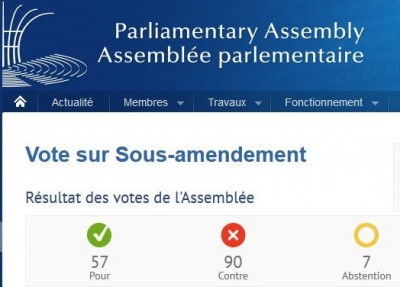 Parliamentary Assembly
Assemblée parlementaire
Actualité Membres Travaux Fonctionnement
Vote sur Sous-amendement
Résultat des votes de l'Assemblée
57 90 7
Pour Contre Abstention